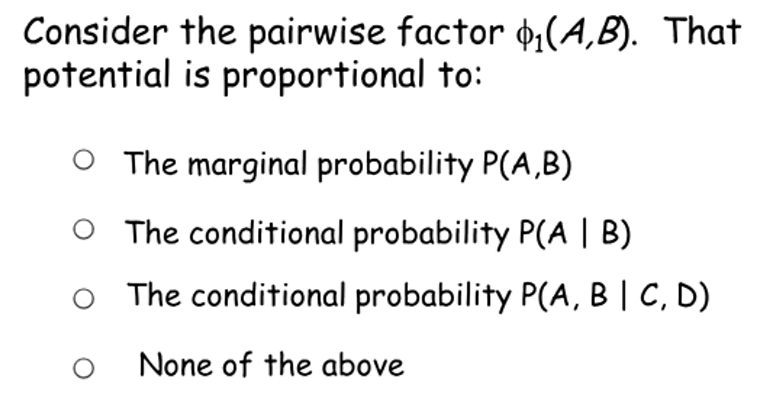 Consider the pairwise factor ϕ₁(A,B). That
potential is proportional to:
The marginal probability P(A,B)
The conditional probability P(A | B)
The conditional probability P(A, B | C, D)
None of the above